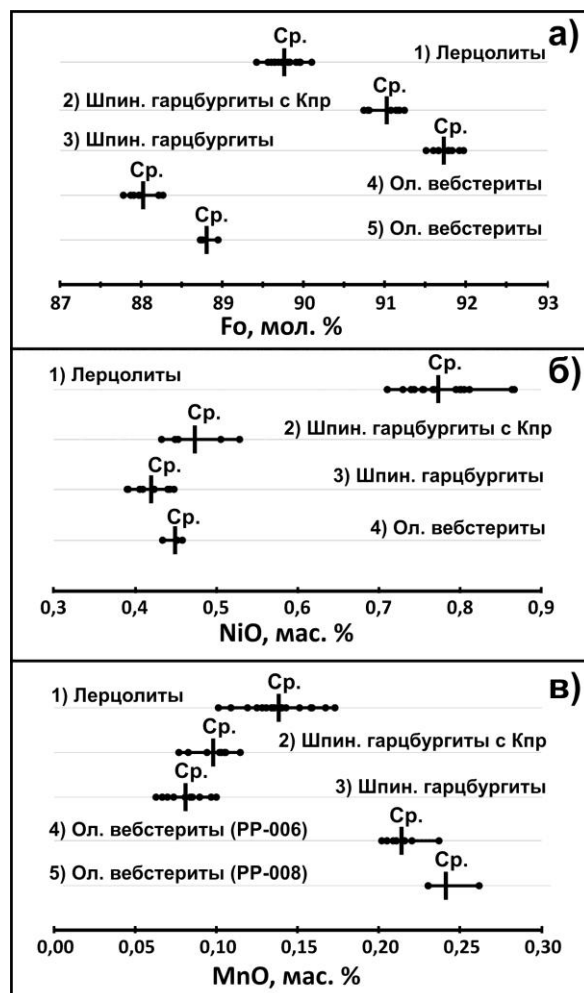 а)
Ср.
1) Лерцолиты
Ср.
2) Шпин. гарцбургиты с Кпр
Ср.
3) Шпин. гарцбургиты
Ср.
4) Ол. вебстериты
Ср.
5) Ол. вебстериты
87 88 89 90 91 92 93
Fo, мол. %
б)
Ср.
1) Лерцолиты
Ср.
2) Шпин. гарцбургиты с Кпр
Ср.
3) Шпин. гарцбургиты
Ср.
4) Ол. вебстериты
0,3 0,4 0,5 0,6 0,7 0,8 0,9
NiO, мас. %
в)
Ср.
1) Лерцолиты
Ср.
2) Шпин. гарцбургиты с Кпр
Ср.
3) Шпин. гарцбургиты
Ср.
4) Ол. вебстериты (РР-006)
Ср.
5) Ол. вебстериты (РР-008)
0,00 0,05 0,10 0,15 0,20 0,25 0,30
MnO, мас. %